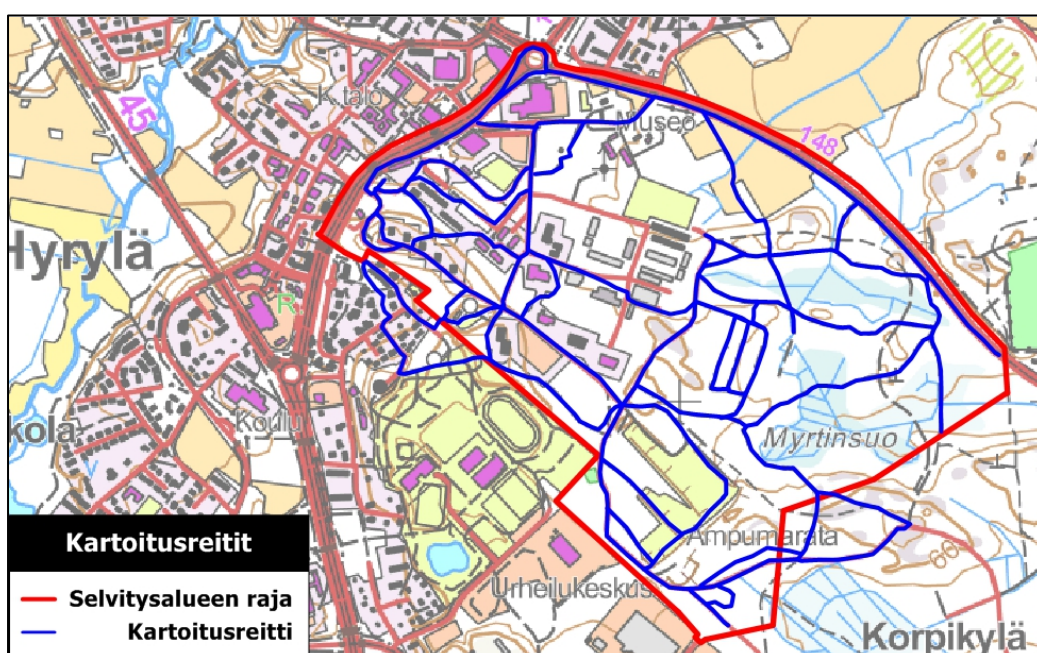 45
K.talo
Museo
148
Hyrylä
R.
kola
Koulu
Myrtinsuo
Ampumarata
60
Urheilukeskus
Korpikylä
Kartoitusreitit
Selvitysalueen raja
Kartoitusreitti